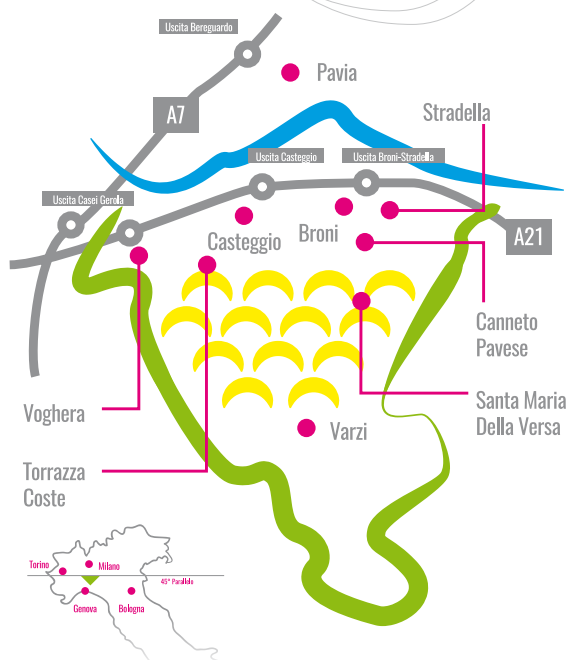 Uscita Bereguardo
Pavia
A7
Stradella
Uscita Casteggio
Uscita Broni-Stradella
Uscita Casei Gerola
Casteggio
Broni
A21
Canneto
Pavese
Santa Maria
Della Versa
Voghera
Varzi
Torrazza
Coste
Torino
Milano
45° Parallelo
Genova
Bologna